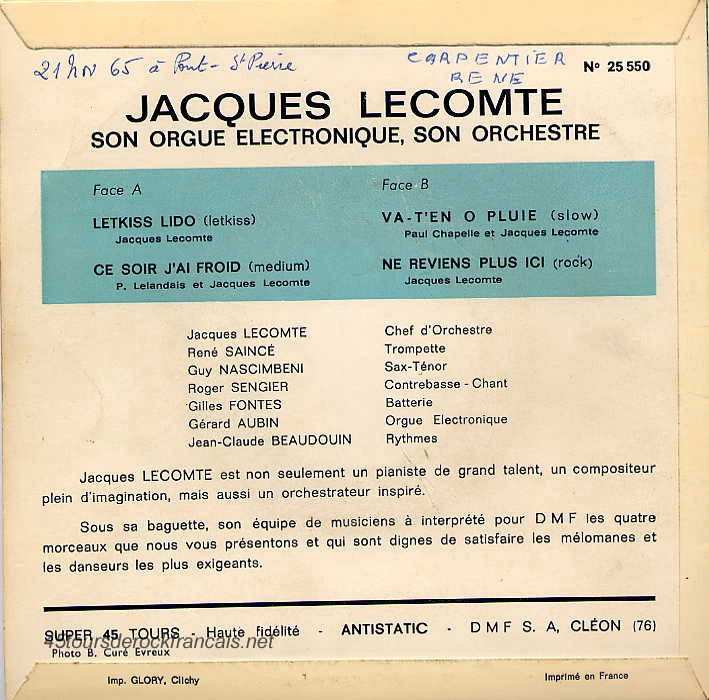 21 65 à Pont-St Pierre
CARPENTIER
RENE
N° 25 550
JACQUES LECOMTE
SON ORGUE ELECTRONIQUE, SON ORCHESTRE
Face A
LETKISS LIDO (letkiss)
Jacques Lecomte
CE SOIR J'AI FROID (medium)
P. Lelandais et Jacques Lecomte
Face B
VA-T'EN O PLUIE (slow)
Paul Chapelle et Jacques Lecomte
NE REVIENS PLUS ICI (rock)
Jacques Lecomte
Jacques LECOMTE Chef d'Orchestre
René SAINCÉ Trompette
Guy NASCIMBENI Sax-Ténor
Roger SENGIER Contrebasse - Chant
Gilles FONTES Batterie
Gérard AUBIN Orgue Electronique
Jean-Claude BEAUDOUIN Rythmes
Jacques LECOMTE est non seulement un pianiste de grand talent, un compositeur
plein d'imagination, mais aussi un orchestrateur inspiré.
Sous sa baguette, son équipe de musiciens à interprété pour D M F les quatre
morceaux que nous vous présentons et qui sont dignes de satisfaire les mélomanes et
les danseurs les plus exigeants.
SUPER 45 TOURS - Haute fidélité - ANTISTATIC - D M F S. A, CLÉON (76)
45toursderockfrancais.net
Photo B. Curé Evreux
Imp. GLORY, Clichy
Imprimé en France